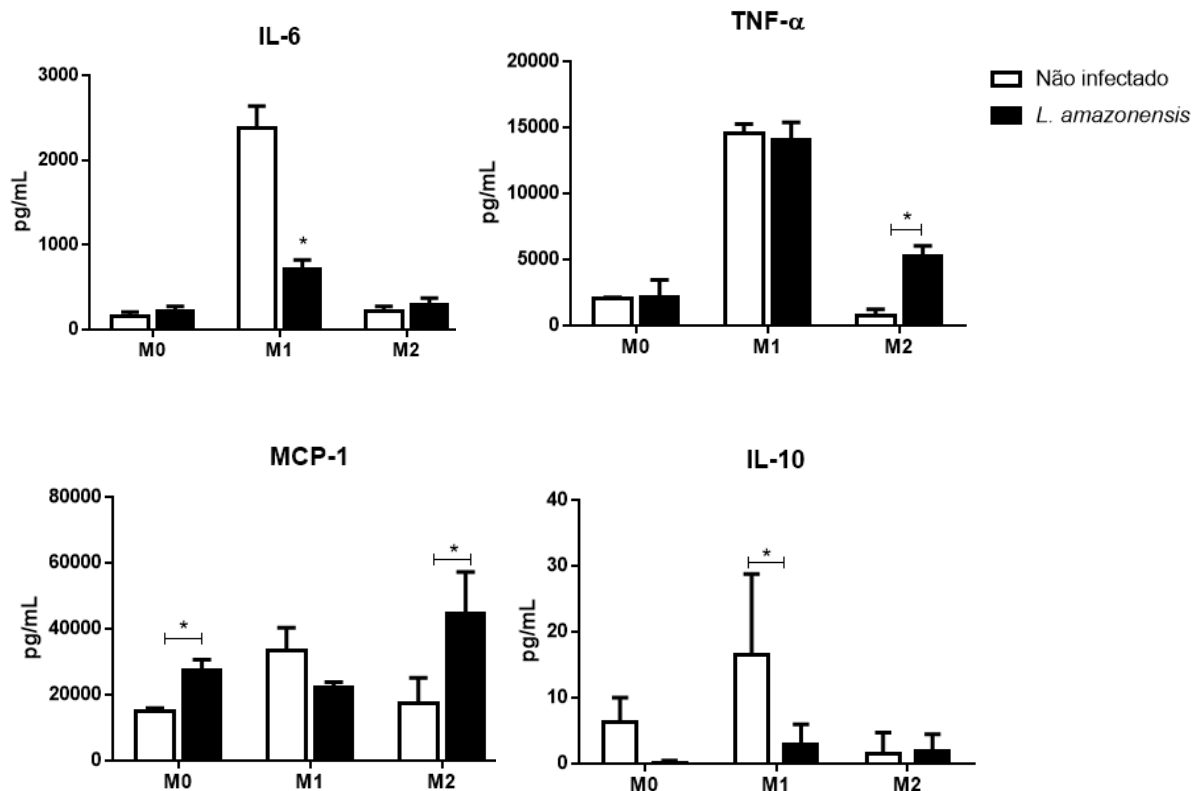 IL-6
3000
2000
1000
0
pg/mL
*
M0 M1 M2
TNF-α
20000
15000
10000
5000
0
pg/mL
*
M0 M1 M2
Não infectado
L. amazonensis
MCP-1
80000
60000
40000
20000
0
pg/mL
*
*
M0 M1 M2
IL-10
40
30
20
10
0
pg/mL
*
M0 M1 M2